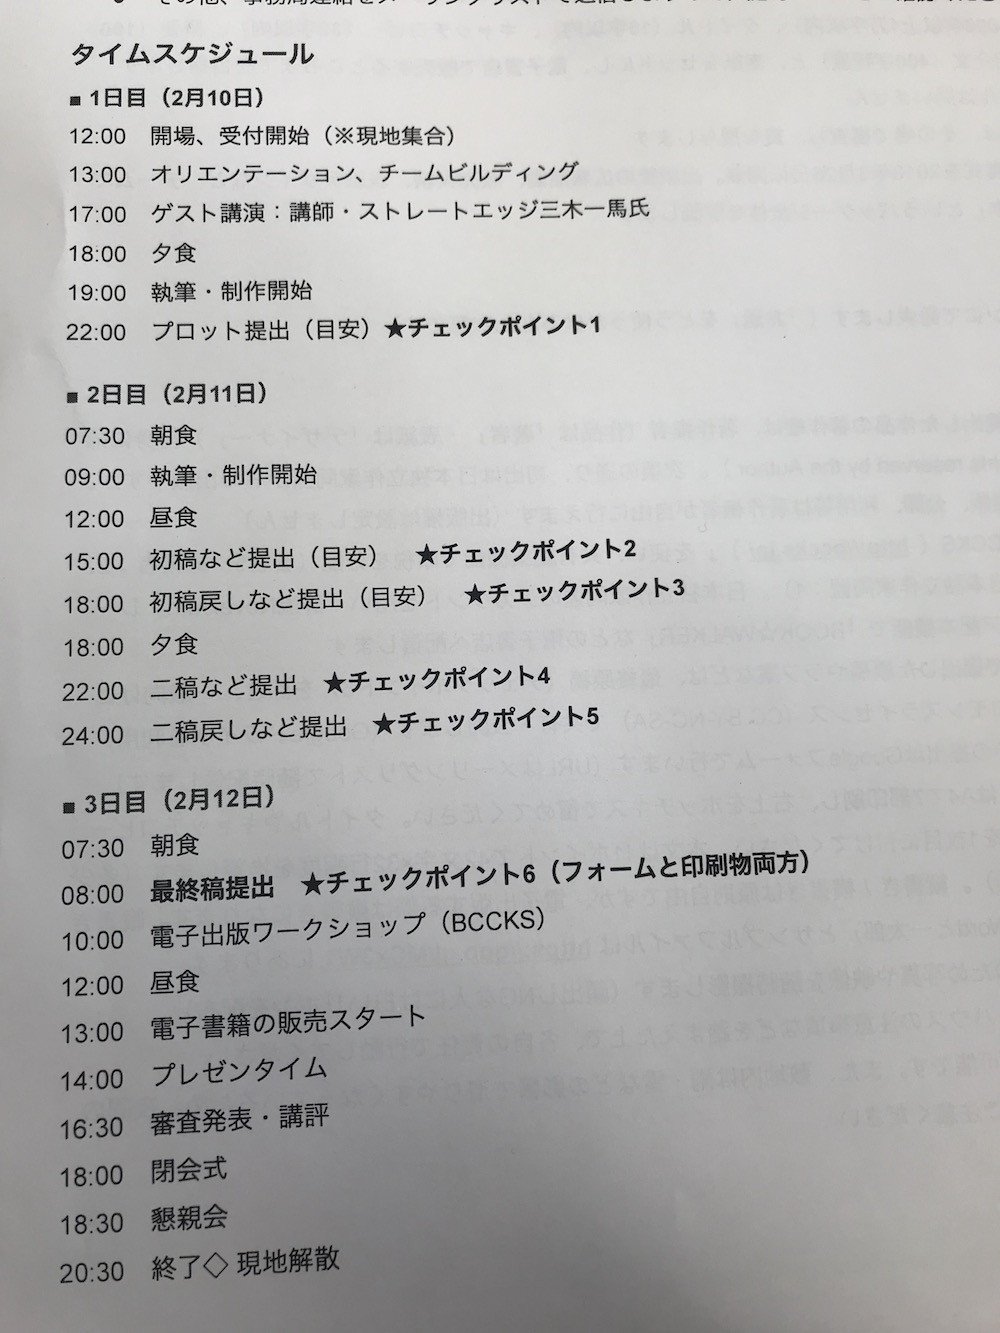 タイムスケジュール
■ 1日目（2月10日）
12:00 開場、受付開始（※現地集合）
13:00 オリエンテーション、チームビルディング
17:00 ゲスト講演：講師・ストレートエッジ三木一馬氏
18:00 夕食
19:00 執筆・制作開始
22:00 プロット提出（目安）★チェックポイント1
■ 2日目（2月11日）
07:30 朝食
09:00 執筆・制作開始
12:00 昼食
15:00 初稿など提出（目安） ★チェックポイント2
18:00 初稿戻しなど提出（目安） ★チェックポイント3
18:00 夕食
22:00 二稿など提出 ★チェックポイント4
24:00 二稿戻しなど提出 ★チェックポイント5
■ 3日目（2月12日）
07:30 朝食
08:00 最終稿提出 ★チェックポイント6（フォームと印刷物両方）
10:00 電子出版ワークショップ（BCCKS）
12:00 昼食
13:00 電子書籍の販売スタート
14:00 プレゼンタイム
16:30 審査発表・講評
18:00 閉会式
18:30 懇親会
20:30 終了◇ 現地解散